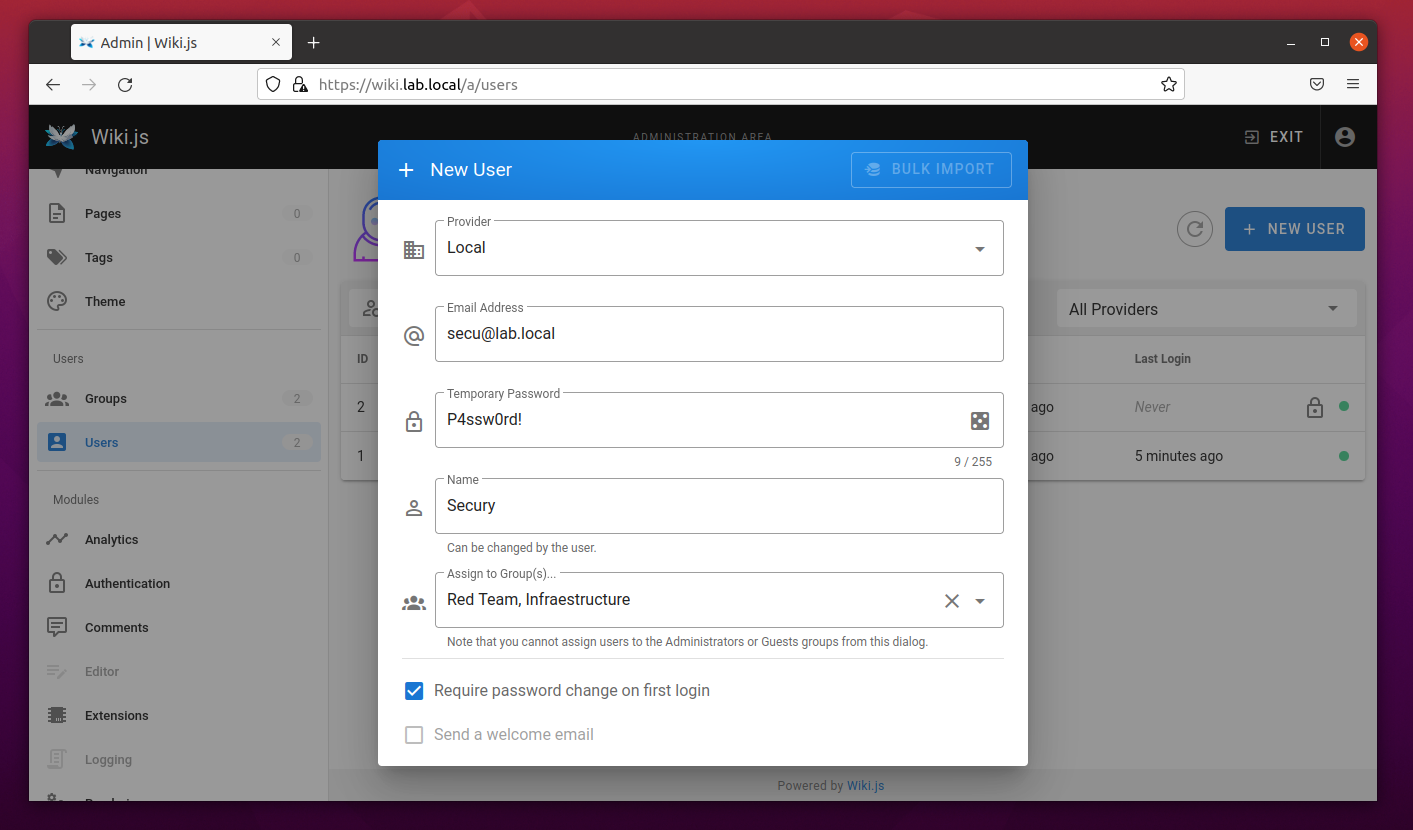 Admin | Wiki.js
https://wiki.lab.local/a/users
Wiki.js
ADMINISTRATION AREA
EXIT
Navigation
Pages 0
Tags 0
Theme
Users
Groups 2
Users 2
Modules
Analytics
Authentication
Comments
Editor
Extensions
Logging
New User
BULK IMPORT
Provider
Local
Email Address
secu@lab.local
Temporary Password
P4ssw0rd!
9 / 255
Name
Secury
Can be changed by the user.
Assign to Group(s)...
Red Team, Infraestructure
Note that you cannot assign users to the Administrators or Guests groups from this dialog.
Require password change on first login
Send a welcome email
NEW USER
All Providers
ID Last Login
2 ago Never
1 ago 5 minutes ago
Powered by Wiki.js